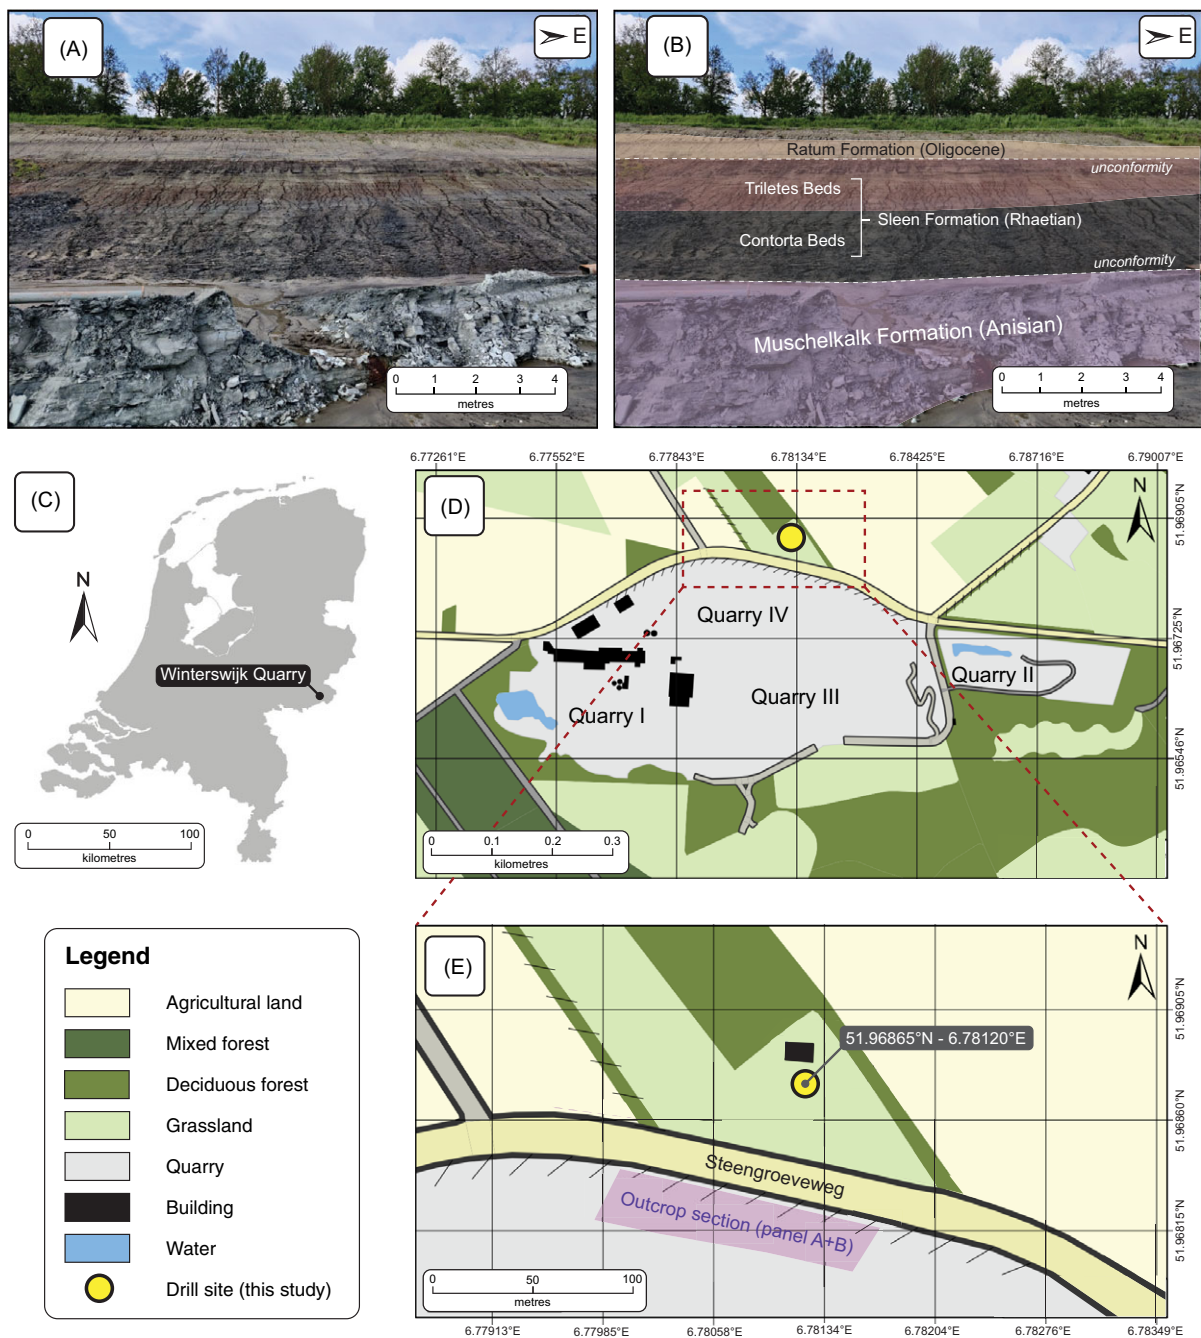 (A)
E
0 1 2 3 4
metres
(B)
E
Ratum Formation (Oligocene)
unconformity
Triletes Beds
Sleen Formation (Rhaetian)
Contorta Beds
unconformity
Muschelkalk Formation (Anisian)
0 1 2 3 4
metres
(C)
N
Winterswijk Quarry
0 50 100
kilometres
6.77261°E 6.77552°E 6.77843°E 6.78134°E 6.78425°E 6.78716°E 6.79007°E
(D)
N
51.96905°N
51.96725°N
51.96546°N
Quarry IV
Quarry II
Quarry III
Quarry I
0 0.1 0.2 0.3
kilometres
Legend
Agricultural land
Mixed forest
Deciduous forest
Grassland
Quarry
Building
Water
Drill site (this study)
(E)
N
51.96865°N - 6.78120°E
51.96905°N
51.96860°N
51.96815°N
Steengroeveweg
Outcrop section (panel A+B)
0 50 100
metres
6.77913°E 6.77985°E 6.78058°E 6.78134°E 6.78204°E 6.78276°E 6.78349°E